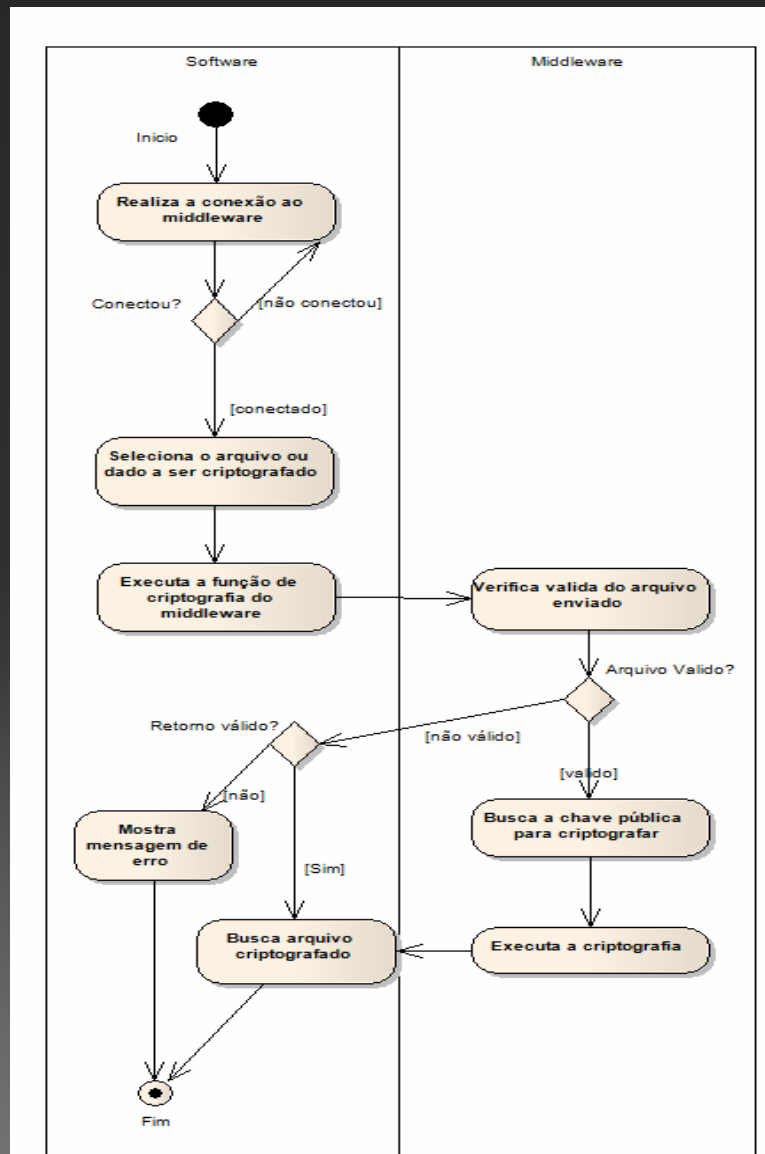 Software
Middleware
Inicio
Realiza a conexão ao
middleware
Conectou?
[não conectou]
[conectado]
Seleciona o arquivo ou
dado a ser criptografado
Executa a função de
criptografia do
middleware
Verifica valida do arquivo
enviado
Arquivo Valido?
Retorno válido?
[não válido]
[não]
[valido]
Mostra
mensagem de
erro
Busca a chave pública
para criptografar
[Sim]
Busca arquivo
criptografado
Executa a criptografia
Fim